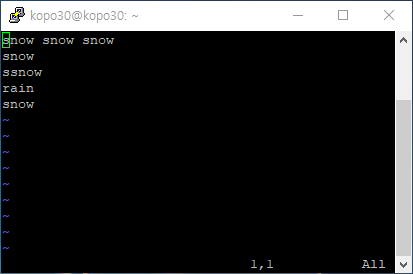 kopo30@kopo30: ~
snow snow snow
snow
ssnow
rain
snow
~
~
~
~
~
~
~
~
~
1,1 All